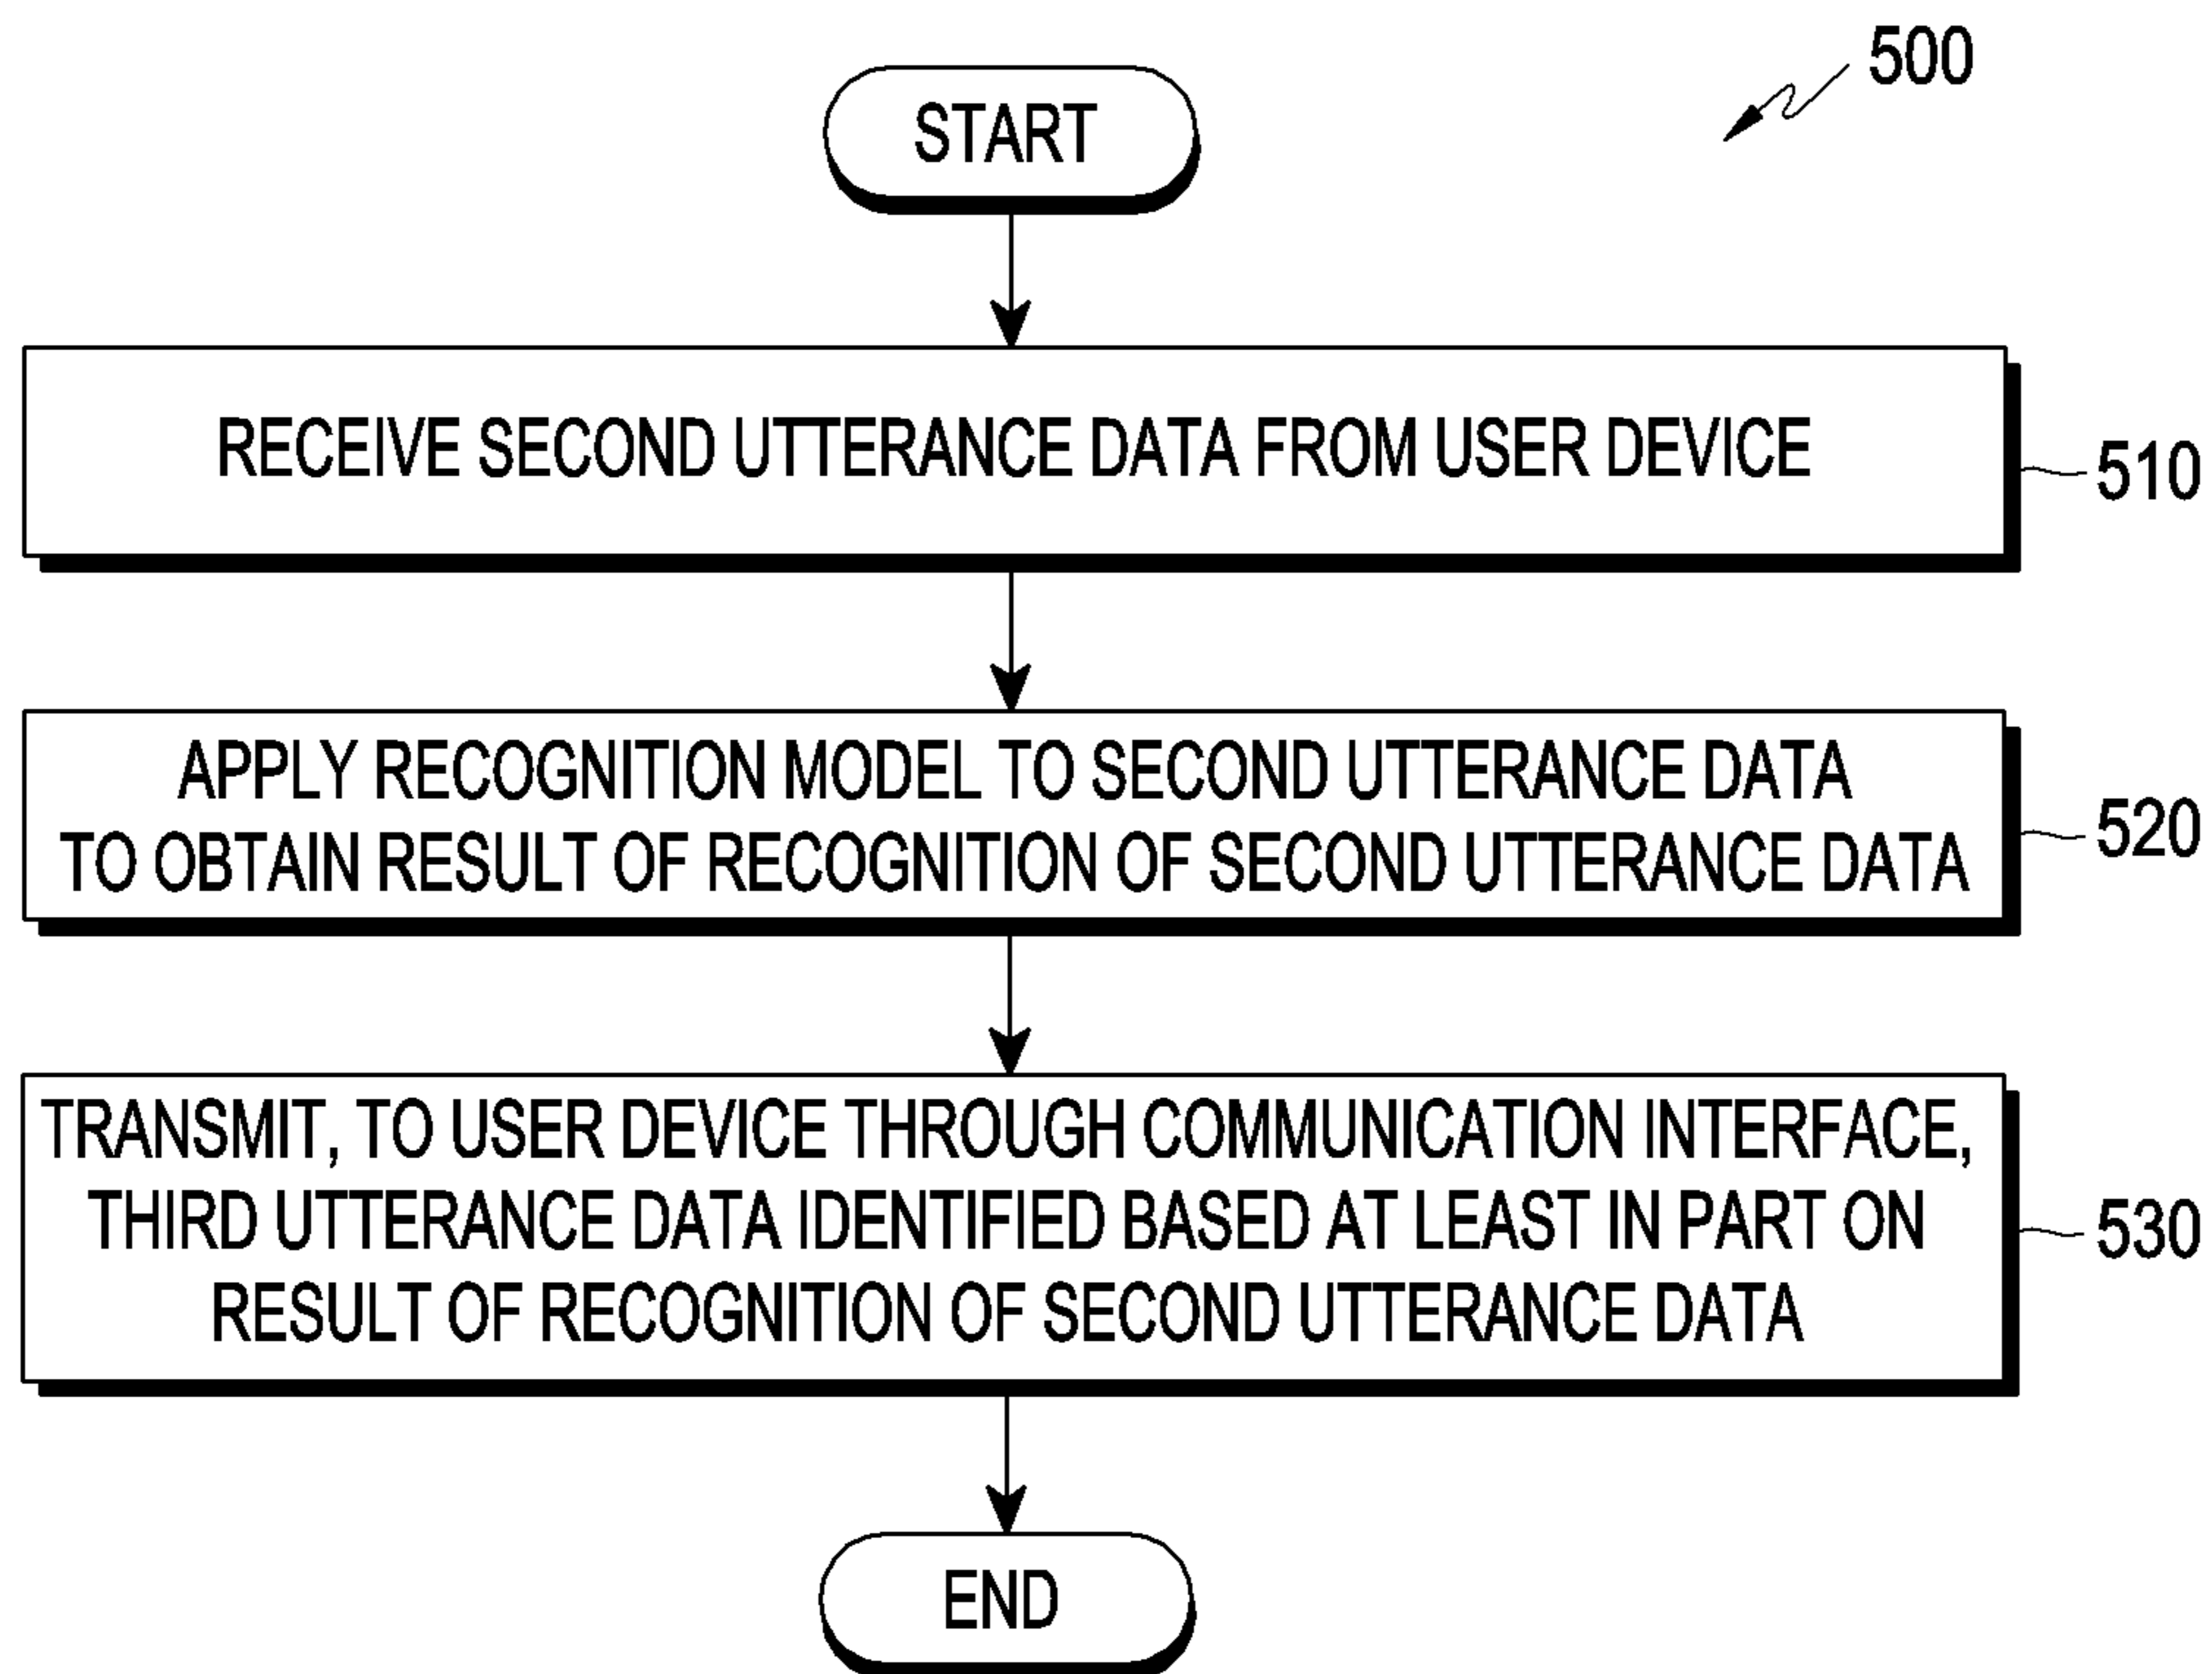 500
START
RECEIVE SECOND UTTERANCE DATA FROM USER DEVICE
510
APPLY RECOGNITION MODEL TO SECOND UTTERANCE DATA
TO OBTAIN RESULT OF RECOGNITION OF SECOND UTTERANCE DATA
520
TRANSMIT, TO USER DEVICE THROUGH COMMUNICATION INTERFACE,
THIRD UTTERANCE DATA IDENTIFIED BASED AT LEAST IN PART ON
RESULT OF RECOGNITION OF SECOND UTTERANCE DATA
530
END